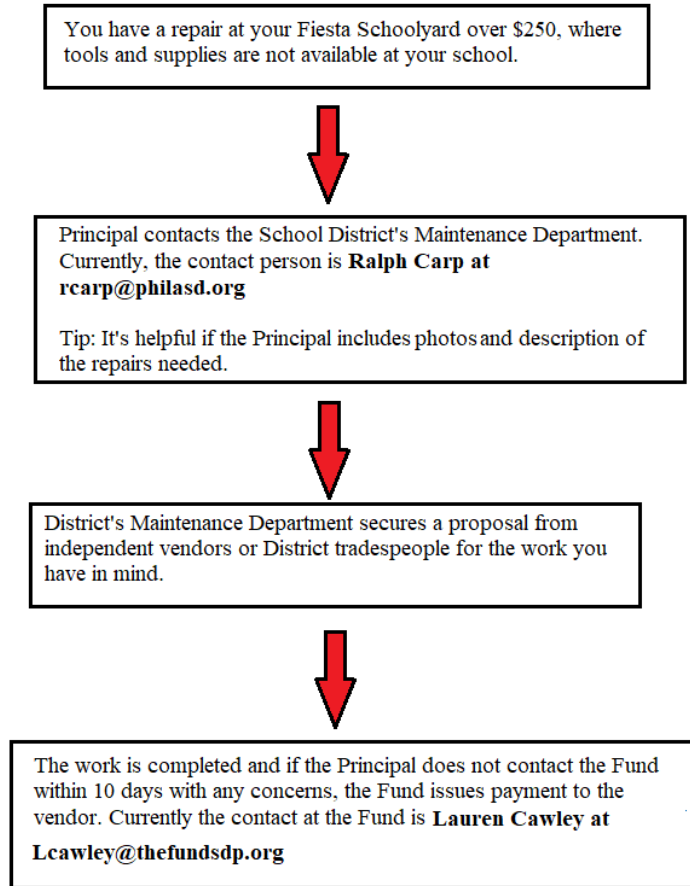 You have a repair at your Fiesta Schoolyard over $250, where
tools and supplies are not available at your school.
Principal contacts the School District's Maintenance Department.
Currently, the contact person is Ralph Carp at
rcarp@philasd.org
Tip: It's helpful if the Principal includes photos and description of
the repairs needed.
District's Maintenance Department secures a proposal from
independent vendors or District tradespeople for the work you
have in mind.
The work is completed and if the Principal does not contact the Fund
within 10 days with any concerns, the Fund issues payment to the
vendor. Currently the contact at the Fund is Lauren Cawley at
Lcawley@thefundsdp.org